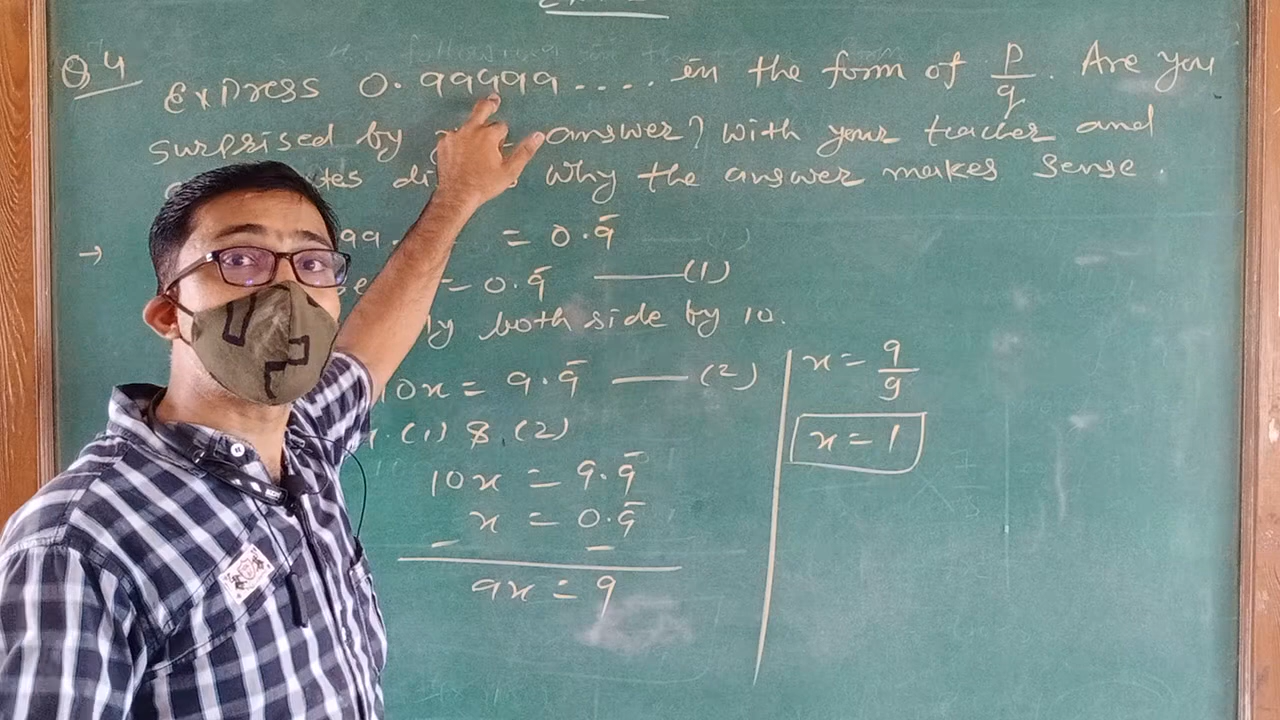 Q.4 Express 0.99999.... in the form of p/q. Are you
surprised by answer? with your teacher and
why the answer makes sense.
→ = 0.9̄
= 0.9̄ —— (1)
both side by 10.
10x = 9.9̄ —— (2)
(1) & (2)
10x = 9.9̄
x = 0.9̄
− −
9x = 9
x = 9/9
x = 1